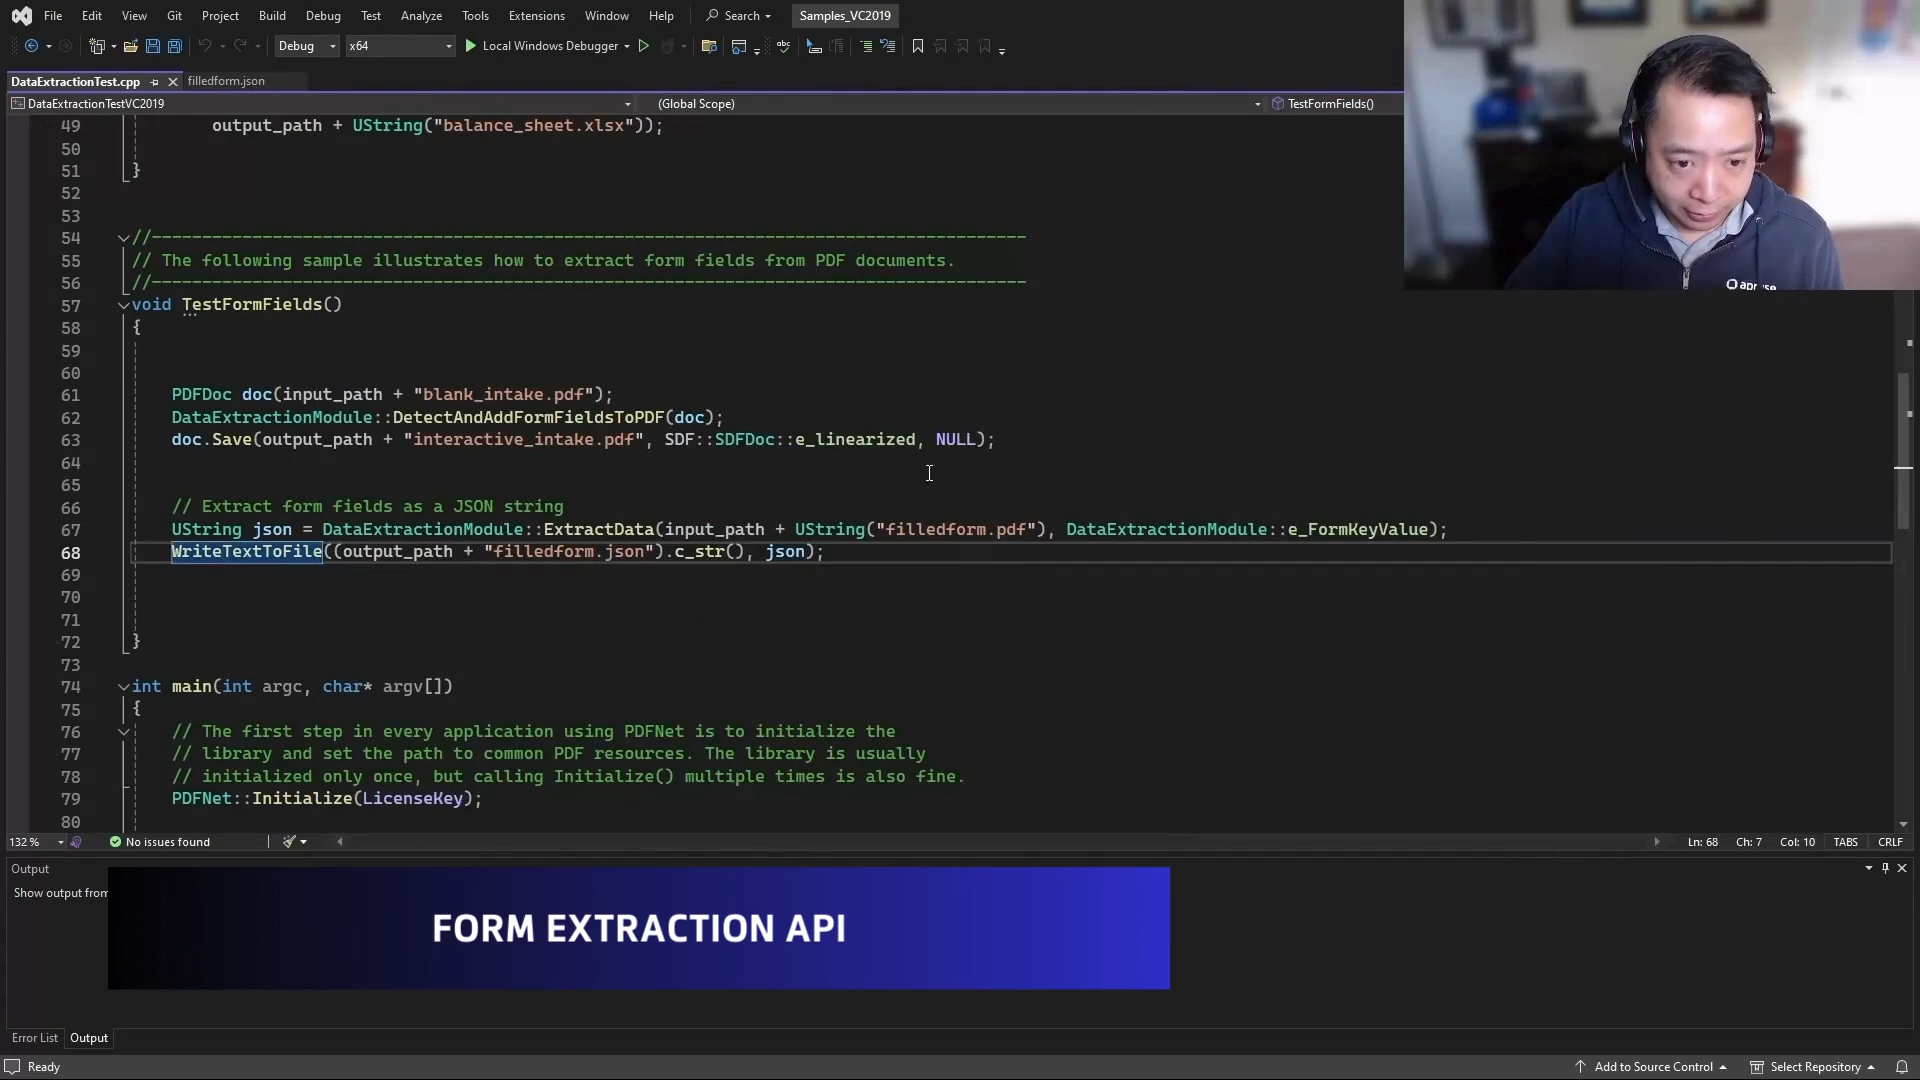 File Edit View Git Project Build Debug Test Analyze Tools Extensions Window Help Search Samples_VC2019
Debug x64 Local Windows Debugger
DataExtractionTest.cpp filledform.json
DataExtractionTestVC2019 (Global Scope) TestFormFields()
49 output_path + UString("balance_sheet.xlsx"));
50
51 }
52
53
54 //---------------------------------------------------------------------------------------
55 // The following sample illustrates how to extract form fields from PDF documents.
56 //---------------------------------------------------------------------------------------
57 void TestFormFields()
58 {
59
60
61 PDFDoc doc(input_path + "blank_intake.pdf");
62 DataExtractionModule::DetectAndAddFormFieldsToPDF(doc);
63 doc.Save(output_path + "interactive_intake.pdf", SDF::SDFDoc::e_linearized, NULL);
64
65
66 // Extract form fields as a JSON string
67 UString json = DataExtractionModule::ExtractData(input_path + UString("filledform.pdf"), DataExtractionModule::e_FormKeyValue);
68 WriteTextToFile((output_path + "filledform.json").c_str(), json);
69
70
71
72 }
73
74 int main(int argc, char* argv[])
75 {
76 // The first step in every application using PDFNet is to initialize the
77 // library and set the path to common PDF resources. The library is usually
78 // initialized only once, but calling Initialize() multiple times is also fine.
79 PDFNet::Initialize(LicenseKey);
80
132 % No issues found Ln: 68 Ch: 7 Col: 10 TABS CRLF
Output
Show output from
FORM EXTRACTION API
Error List Output
Ready Add to Source Control Select Repository